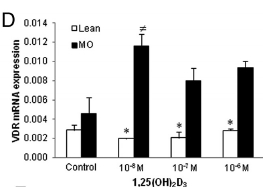 D
Lean
MO
VDR mRNA expression
0.014
0.012
0.010
0.008
0.006
0.004
0.002
0.000
≠
* * *
Control 10⁻⁸ M 10⁻⁷ M 10⁻⁶ M
1,25(OH)₂D₃